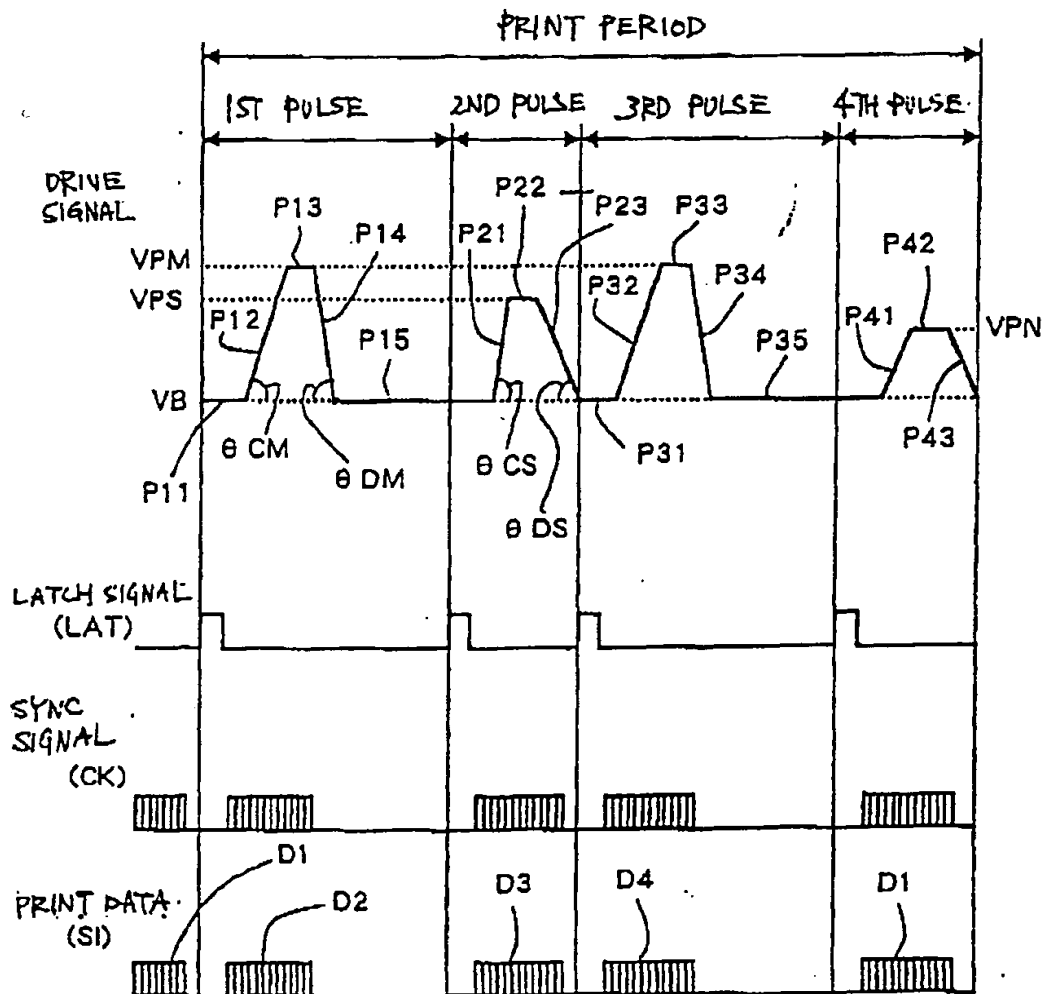 PRINT PERIOD
1ST PULSE
2ND PULSE
3RD PULSE
4TH PULSE
DRIVE
SIGNAL
P13
P14
P21
P22
P23
P33
P34
P42
VPM
VPS
P12
P15
P32
P35
P41
VPN
VB
θ CM
θ DM
θ CS
P31
P43
P11
θ DS
LATCH SIGNAL
(LAT)
SYNC
SIGNAL
(CK)
D1
D2
D3
D4
D1
PRINT DATA
(SI)